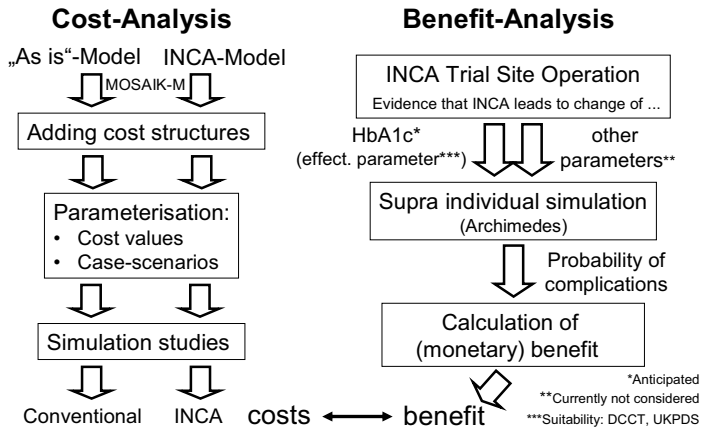 Cost-Analysis
„As is“-Model INCA-Model
MOSAIK-M
Adding cost structures
Parameterisation:
• Cost values
• Case-scenarios
Simulation studies
Conventional INCA costs
Benefit-Analysis
INCA Trial Site Operation
Evidence that INCA leads to change of ...
HbA1c*
(effect. parameter***)
other
parameters**
Supra individual simulation
(Archimedes)
Probability of
complications
Calculation of
(monetary) benefit
benefit
*Anticipated
**Currently not considered
***Suitability: DCCT, UKPDS